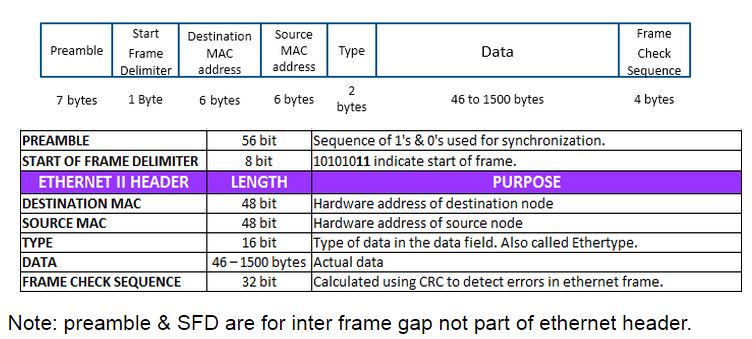 Preamble
Start
Frame
Delimiter
Destination
MAC
address
Source
MAC
address
Type
Data
Frame
Check
Sequence
7 bytes
1 Byte
6 bytes
6 bytes
2
bytes
46 to 1500 bytes
4 bytes
PREAMBLE 56 bit Sequence of 1's & 0's used for synchronization.
START OF FRAME DELIMITER 8 bit 10101011 indicate start of frame.
ETHERNET II HEADER LENGTH PURPOSE
DESTINATION MAC 48 bit Hardware address of destination node
SOURCE MAC 48 bit Hardware address of source node
TYPE 16 bit Type of data in the data field. Also called Ethertype.
DATA 46 – 1500 bytes Actual data
FRAME CHECK SEQUENCE 32 bit Calculated using CRC to detect errors in ethernet frame.
Note: preamble & SFD are for inter frame gap not part of ethernet header.